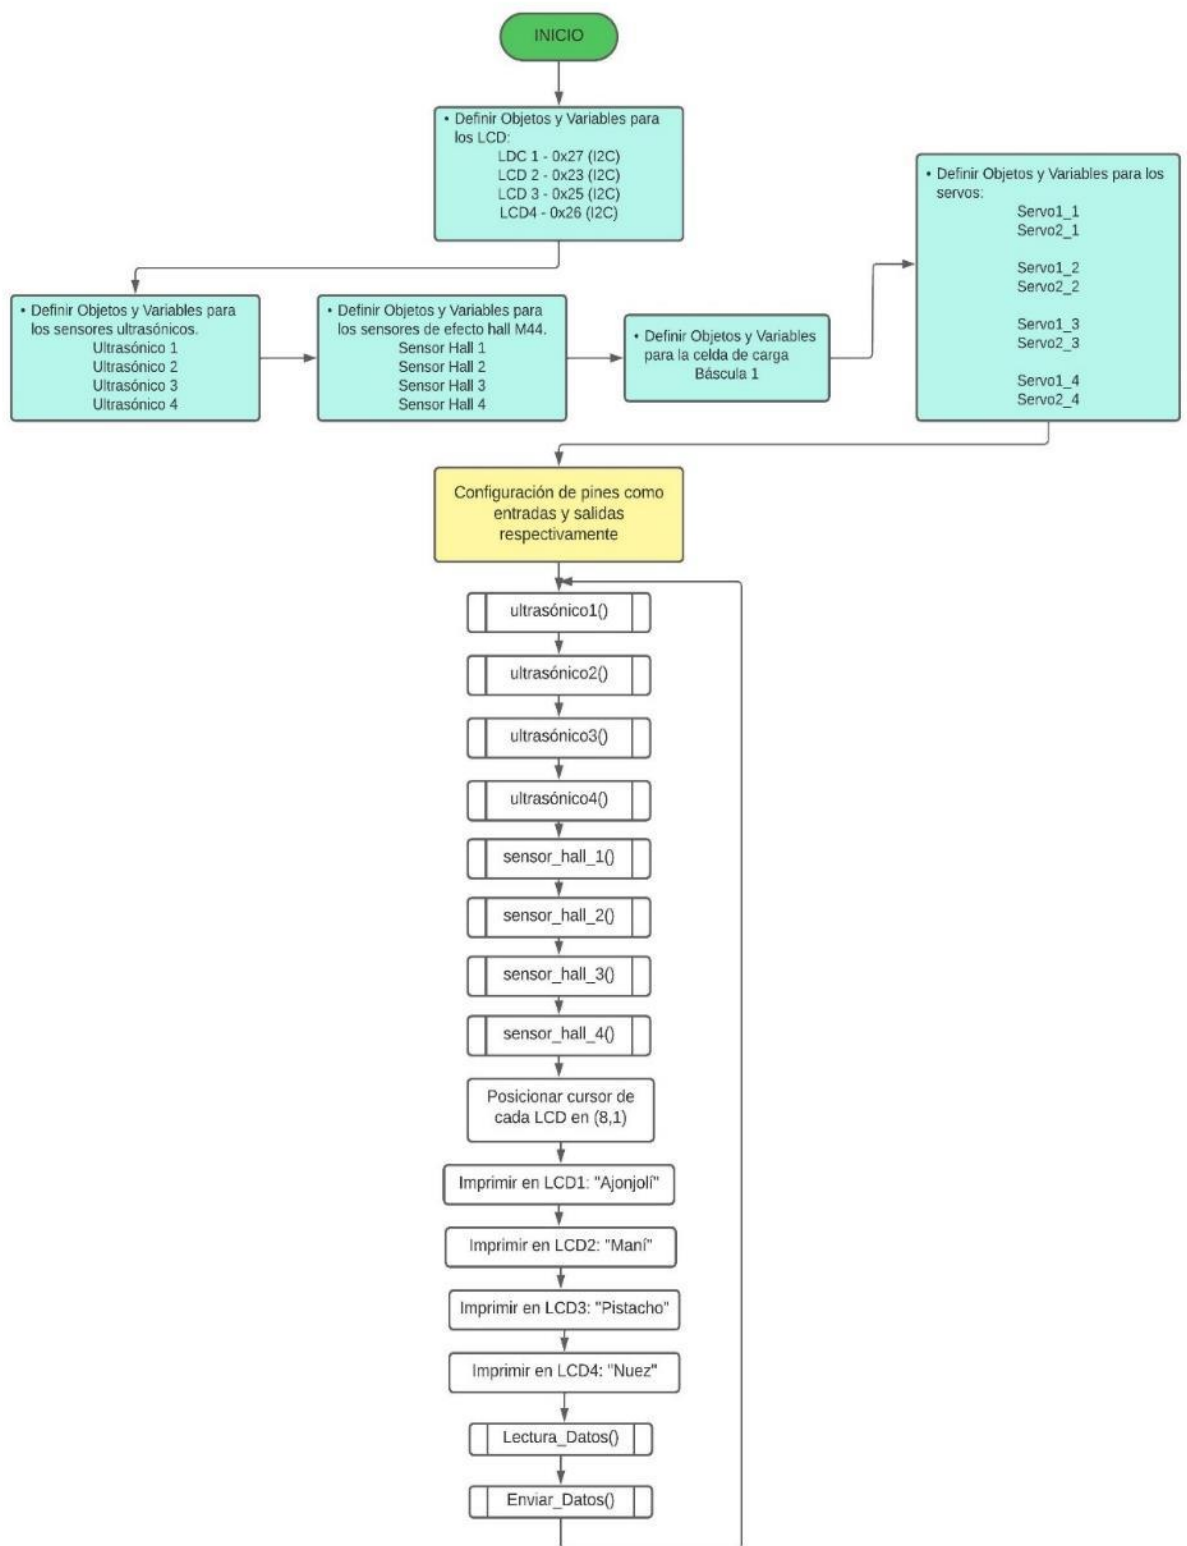 INICIO
• Definir Objetos y Variables para
los LCD:
LDC 1 - 0x27 (I2C)
LCD 2 - 0x23 (I2C)
LCD 3 - 0x25 (I2C)
LCD4 - 0x26 (I2C)
• Definir Objetos y Variables para
los sensores ultrasónicos.
Ultrasónico 1
Ultrasónico 2
Ultrasónico 3
Ultrasónico 4
• Definir Objetos y Variables para
los sensores de efecto hall M44.
Sensor Hall 1
Sensor Hall 2
Sensor Hall 3
Sensor Hall 4
• Definir Objetos y Variables
para la celda de carga
Báscula 1
• Definir Objetos y Variables para los
servos:
Servo1_1
Servo2_1
Servo1_2
Servo2_2
Servo1_3
Servo2_3
Servo1_4
Servo2_4
Configuración de pines como
entradas y salidas
respectivamente
ultrasónico1()
ultrasónico2()
ultrasónico3()
ultrasónico4()
sensor_hall_1()
sensor_hall_2()
sensor_hall_3()
sensor_hall_4()
Posicionar cursor de
cada LCD en (8,1)
Imprimir en LCD1: "Ajonjolí"
Imprimir en LCD2: "Maní"
Imprimir en LCD3: "Pistacho"
Imprimir en LCD4: "Nuez"
Lectura_Datos()
Enviar_Datos()